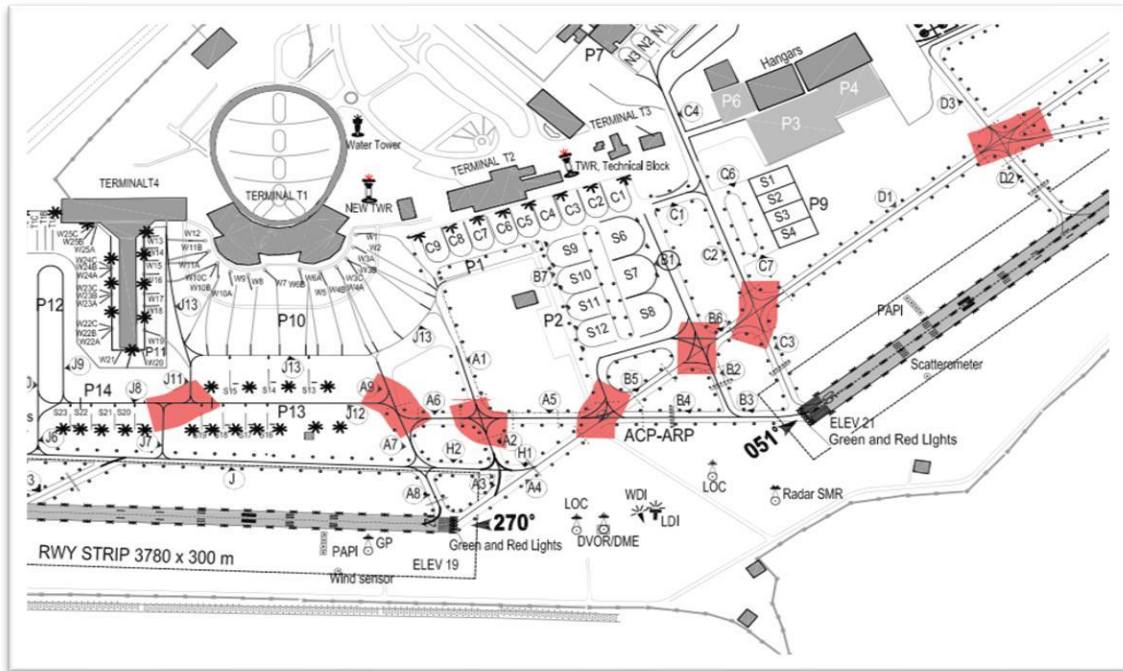 P7
N3
N2
N1
Hangars
P6
P4
P3
C4
D3
Water Tower
TERMINAL T3
TERMINAL T2
TWR, Technical Block
TERMINALT4
TERMINAL T1
NEW TWR
C6
D2
S1
S2
S3
S4
P9
D1
C9
C8
C7
C6
C5
C4
C3
C2
C1
C1
W25C
W25B
W25A
W24C
W24B
W24A
W23C
W23B
W23A
W22C
W22B
W22A
W21
W20
W19
W18
W17
W16
W15
W14
W13
W12
W11B
W11A
W10C
W10B
W10A
W9
W8
W7
W6B
W6A
W5
W4B
W4A
W3C
W3B
W3A
W2
W1
P1
B7
S9
S6
S10
S7
S11
S8
S12
B1
C2
C7
P2
P12
J13
P10
P11
J13
B6
PAPI
C3
J9
A1
J13
Scatterometer
P14
J8
J11
S15
S14
S13
A9
B5
B2
S23
S22
S21
S20
P13
J12
A6
A5
B4
B3
J6
J7
S19
S18
S17
S16
A7
H2
A2
H1
ACP-ARP
051°
ELEV 21
Green and Red LIghts
J
A8
A3
A4
LOC
WDI
LDI
LOC
Radar SMR
270°
Green and Red Lights
DVOR/DME
RWY STRIP 3780 x 300 m
PAPI
GP
ELEV 19
Wind sensor